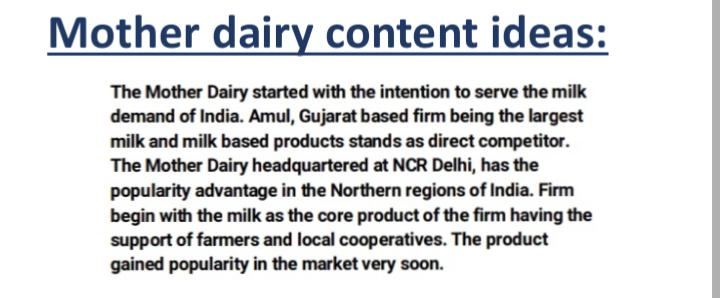 Mother dairy content ideas:
The Mother Dairy started with the intention to serve the milk
demand of India. Amul, Gujarat based firm being the largest
milk and milk based products stands as direct competitor.
The Mother Dairy headquartered at NCR Delhi, has the
popularity advantage in the Northern regions of India. Firm
begin with the milk as the core product of the firm having the
support of farmers and local cooperatives. The product
gained popularity in the market very soon.